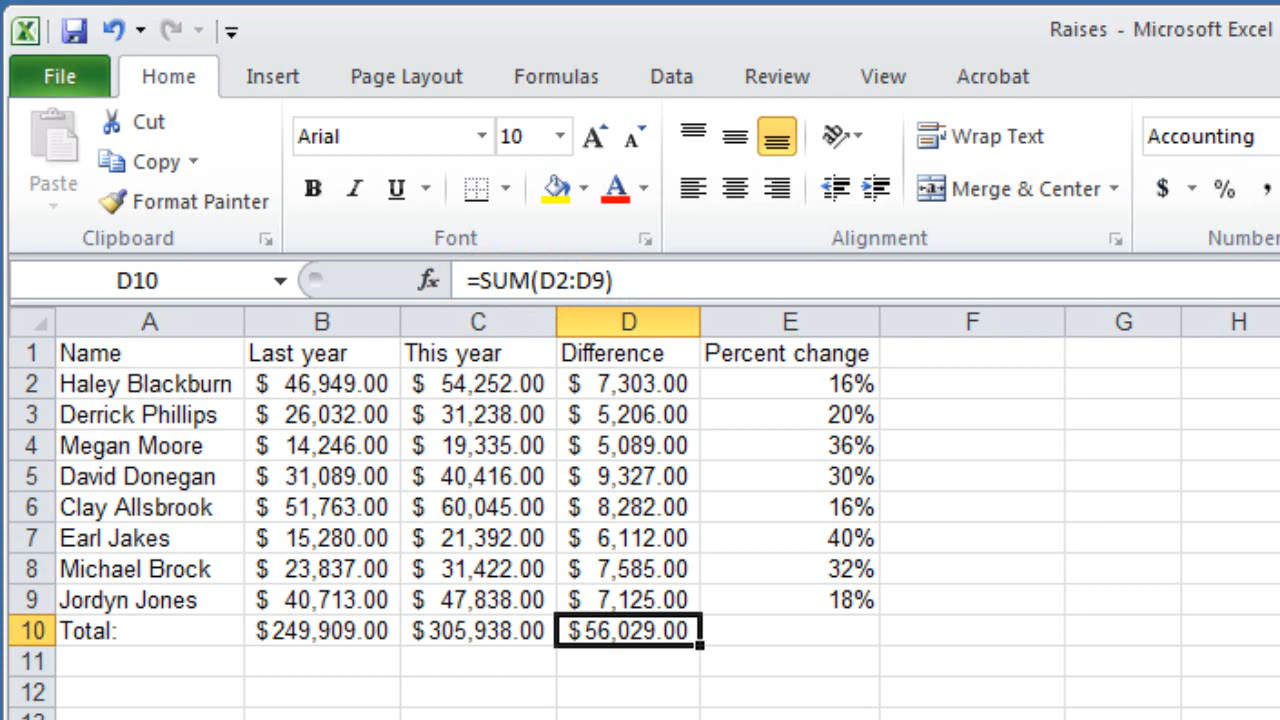 Raises - Microsoft Excel
File Home Insert Page Layout Formulas Data Review View Acrobat
Paste
Cut
Copy
Format Painter
Clipboard
Arial 10
A A
B I U A
Font
Wrap Text
Merge & Center
Alignment
Accounting
$ % ,
Number
D10 fx =SUM(D2:D9)
A B C D E F G H
1 Name Last year This year Difference Percent change
2 Haley Blackburn $ 46,949.00 $ 54,252.00 $ 7,303.00 16%
3 Derrick Phillips $ 26,032.00 $ 31,238.00 $ 5,206.00 20%
4 Megan Moore $ 14,246.00 $ 19,335.00 $ 5,089.00 36%
5 David Donegan $ 31,089.00 $ 40,416.00 $ 9,327.00 30%
6 Clay Allsbrook $ 51,763.00 $ 60,045.00 $ 8,282.00 16%
7 Earl Jakes $ 15,280.00 $ 21,392.00 $ 6,112.00 40%
8 Michael Brock $ 23,837.00 $ 31,422.00 $ 7,585.00 32%
9 Jordyn Jones $ 40,713.00 $ 47,838.00 $ 7,125.00 18%
10 Total: $249,909.00 $305,938.00 $56,029.00
11
12
13